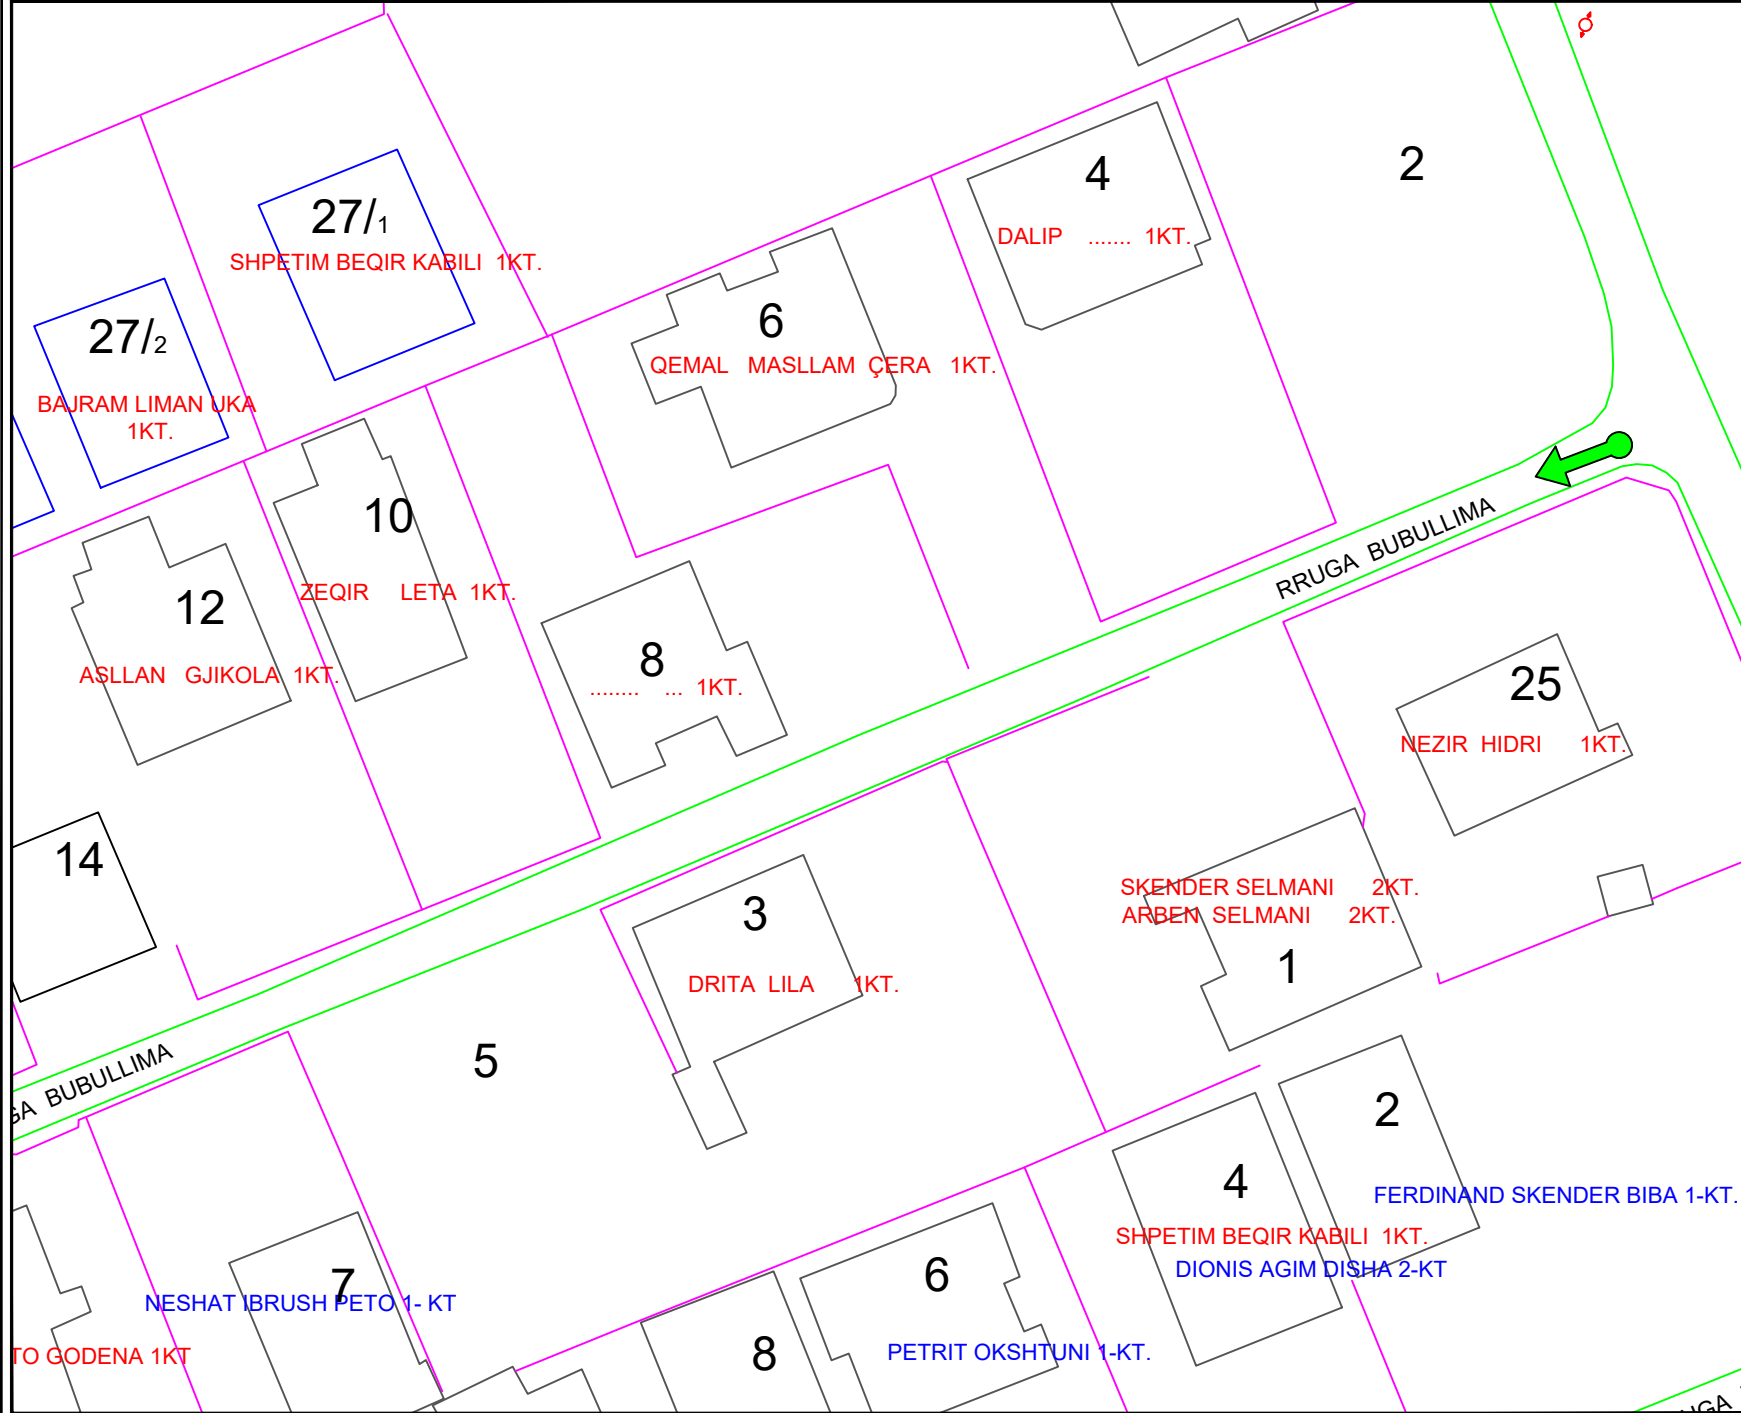 2
4
DALIP ....... 1KT.
27/1
SHPETIM BEQIR KABILI 1KT.
27/2
BAJRAM LIMAN UKA
1KT.
6
QEMAL MASLLAM ÇERA 1KT.
10
ZEQIR LETA 1KT.
12
ASLLAN GJIKOLA 1KT.
8
........ ... 1KT.
RRUGA BUBULLIMA
25
NEZIR HIDRI 1KT.
14
3
DRITA LILA 1KT.
SKENDER SELMANI 2KT.
ARBEN SELMANI 2KT.
1
5
GA BUBULLIMA
2
FERDINAND SKENDER BIBA 1-KT.
4
SHPETIM BEQIR KABILI 1KT.
DIONIS AGIM DISHA 2-KT
7
NESHAT IBRUSH PETO 1- KT
6
PETRIT OKSHTUNI 1-KT.
8
TO GODENA 1KT